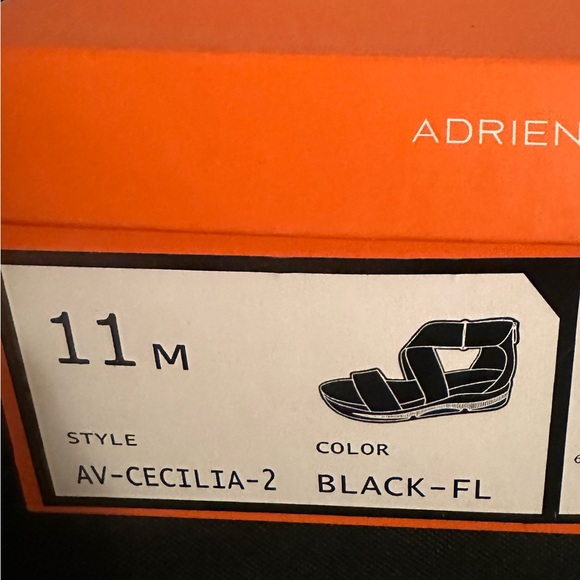 ADRIEN
11 M
STYLE
AV-CECILIA-2
COLOR
BLACK-FL